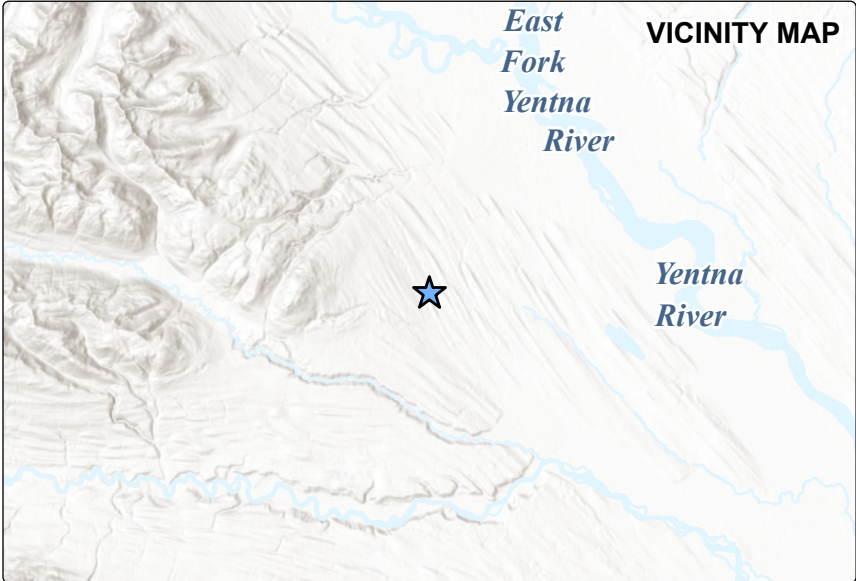 VICINITY MAP
East
Fork
Yentna
River
Yentna
River